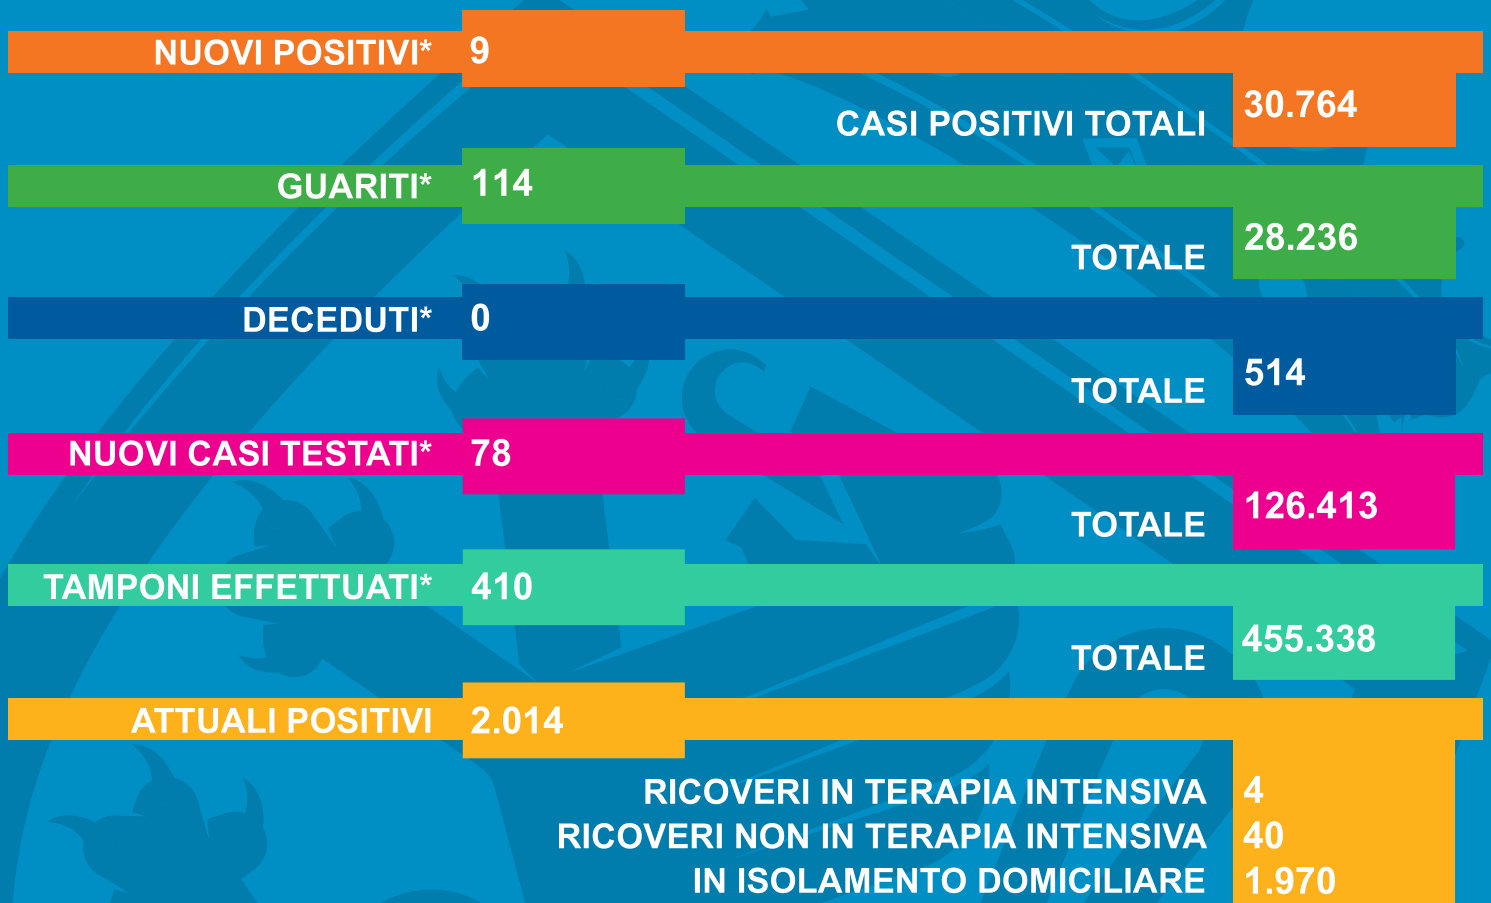 NUOVI POSITIVI* 9
CASI POSITIVI TOTALI 30.764
GUARITI* 114
TOTALE 28.236
DECEDUTI* 0
TOTALE 514
NUOVI CASI TESTATI* 78
TOTALE 126.413
TAMPONI EFFETTUATI* 410
TOTALE 455.338
ATTUALI POSITIVI 2.014
RICOVERI IN TERAPIA INTENSIVA 4
RICOVERI NON IN TERAPIA INTENSIVA 40
IN ISOLAMENTO DOMICILIARE 1.970